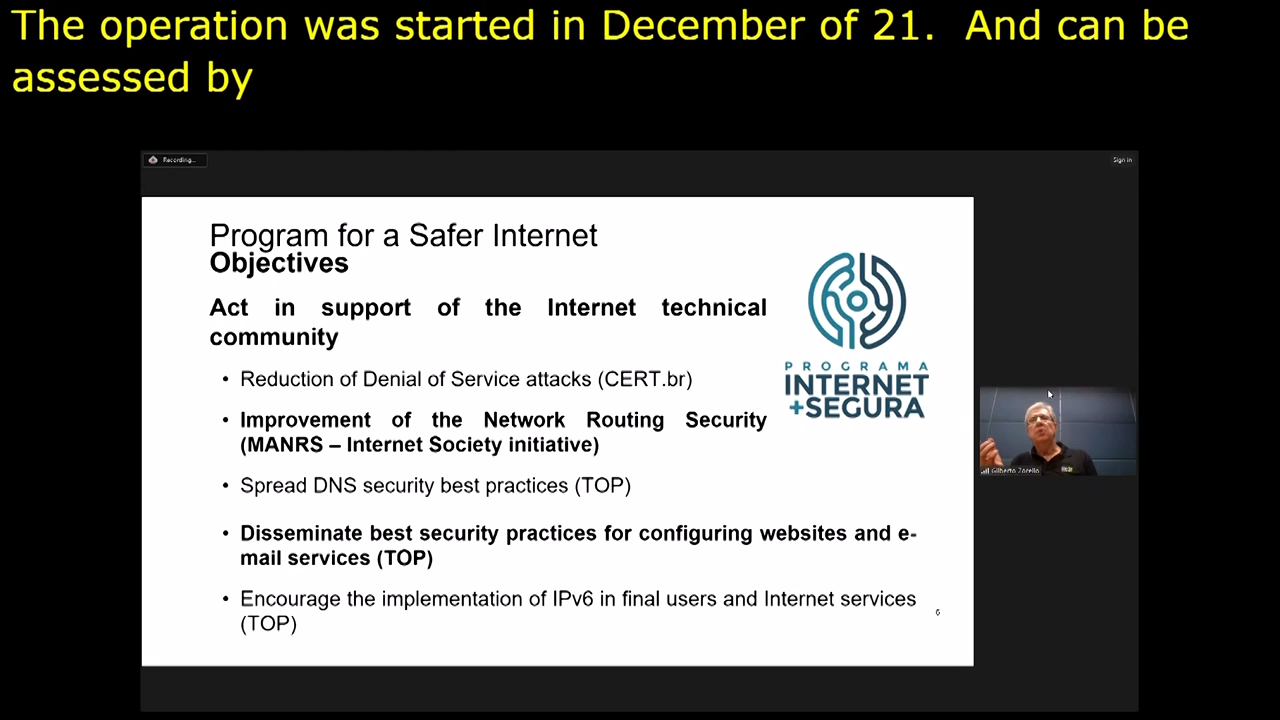 The operation was started in December of 21.  And can be
assessed by
Recording...
Sign in
Program for a Safer Internet
Objectives
Act in support of the Internet technical
community
• Reduction of Denial of Service attacks (CERT.br)
• Improvement of the Network Routing Security
(MANRS – Internet Society initiative)
• Spread DNS security best practices (TOP)
• Disseminate best security practices for configuring websites and e-
mail services (TOP)
• Encourage the implementation of IPv6 in final users and Internet services
(TOP)
6
PROGRAMA
INTERNET
+SEGURA
Gilberto Zorello